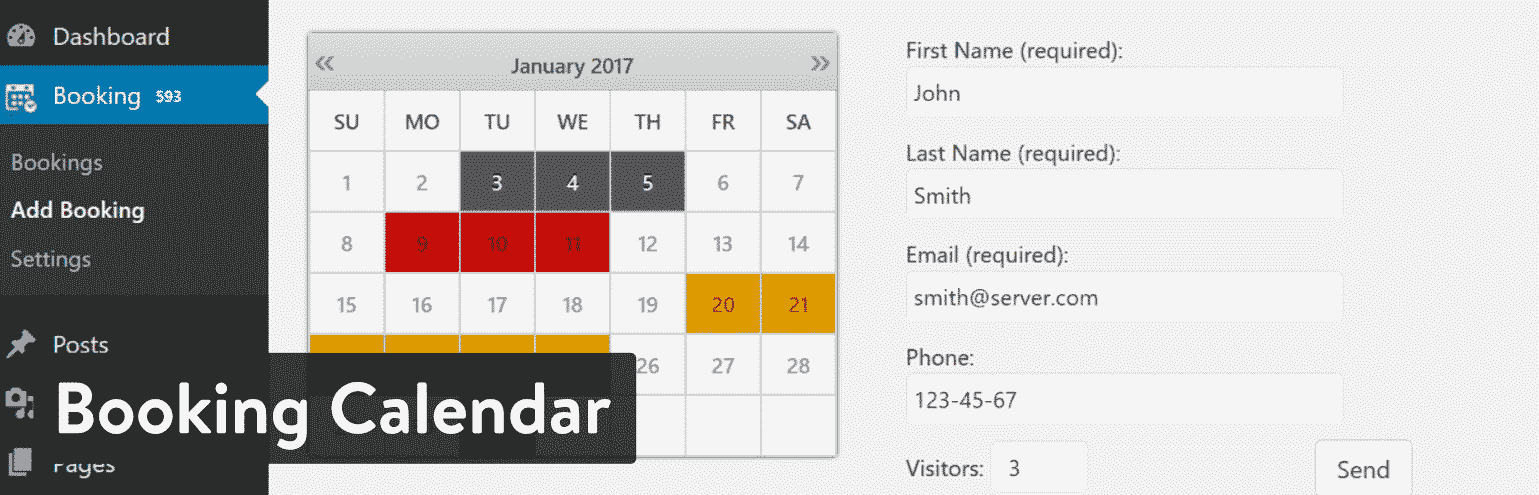 Dashboard
Booking 593
Bookings
Add Booking
Settings
Posts
Pages
Booking Calendar
« January 2017 »
SU MO TU WE TH FR SA
1 2 3 4 5 6 7
8 9 10 11 12 13 14
15 16 17 18 19 20 21
26 27 28
First Name (required):
John
Last Name (required):
Smith
Email (required):
smith@server.com
Phone:
123-45-67
Visitors: 3
Send